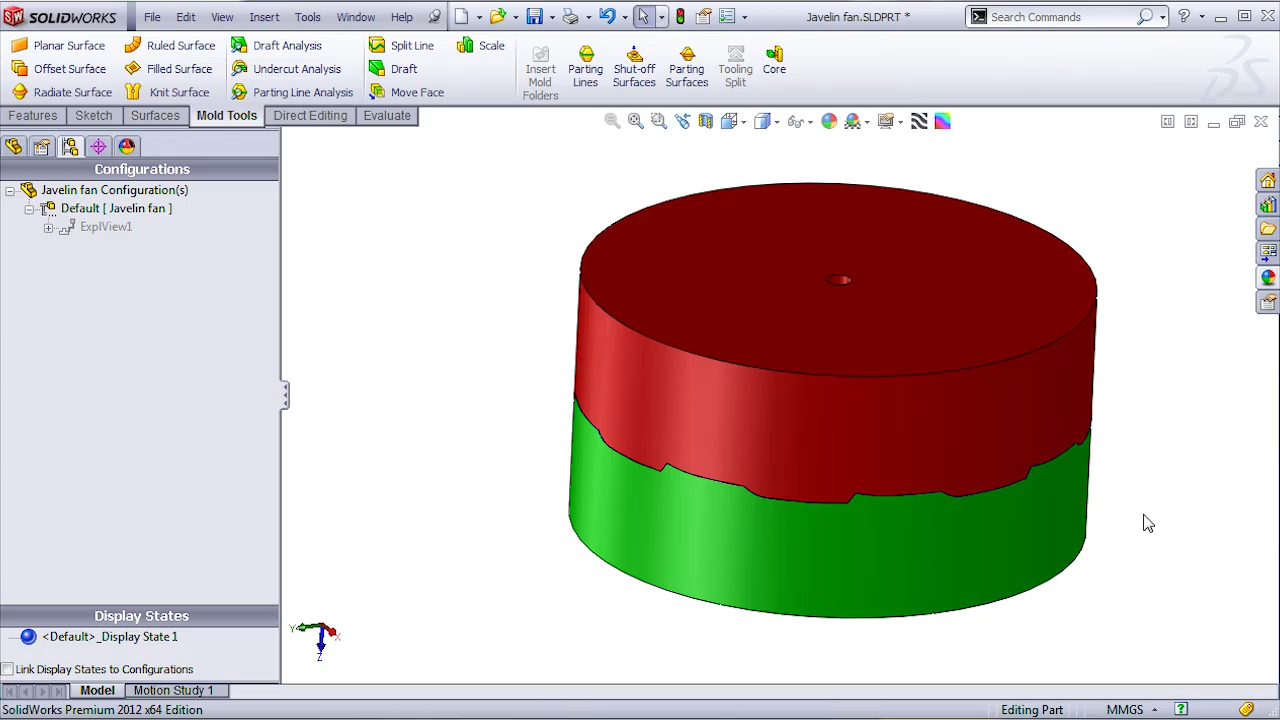 SOLIDWORKS File Edit View Insert Tools Window Help Javelin fan.SLDPRT * Search Commands ?
Planar Surface Ruled Surface Draft Analysis Split Line Scale
Offset Surface Filled Surface Undercut Analysis Draft
Radiate Surface Knit Surface Parting Line Analysis Move Face
Insert Mold Folders
Parting Lines
Shut-off Surfaces
Parting Surfaces
Tooling Split
Core
Features Sketch Surfaces Mold Tools Direct Editing Evaluate
Configurations
Javelin fan Configuration(s)
Default [ Javelin fan ]
ExplView1
Y X
Z
Display States
<Default>_Display State 1
Link Display States to Configurations
Model Motion Study 1
SolidWorks Premium 2012 x64 Edition Editing Part MMGS ?